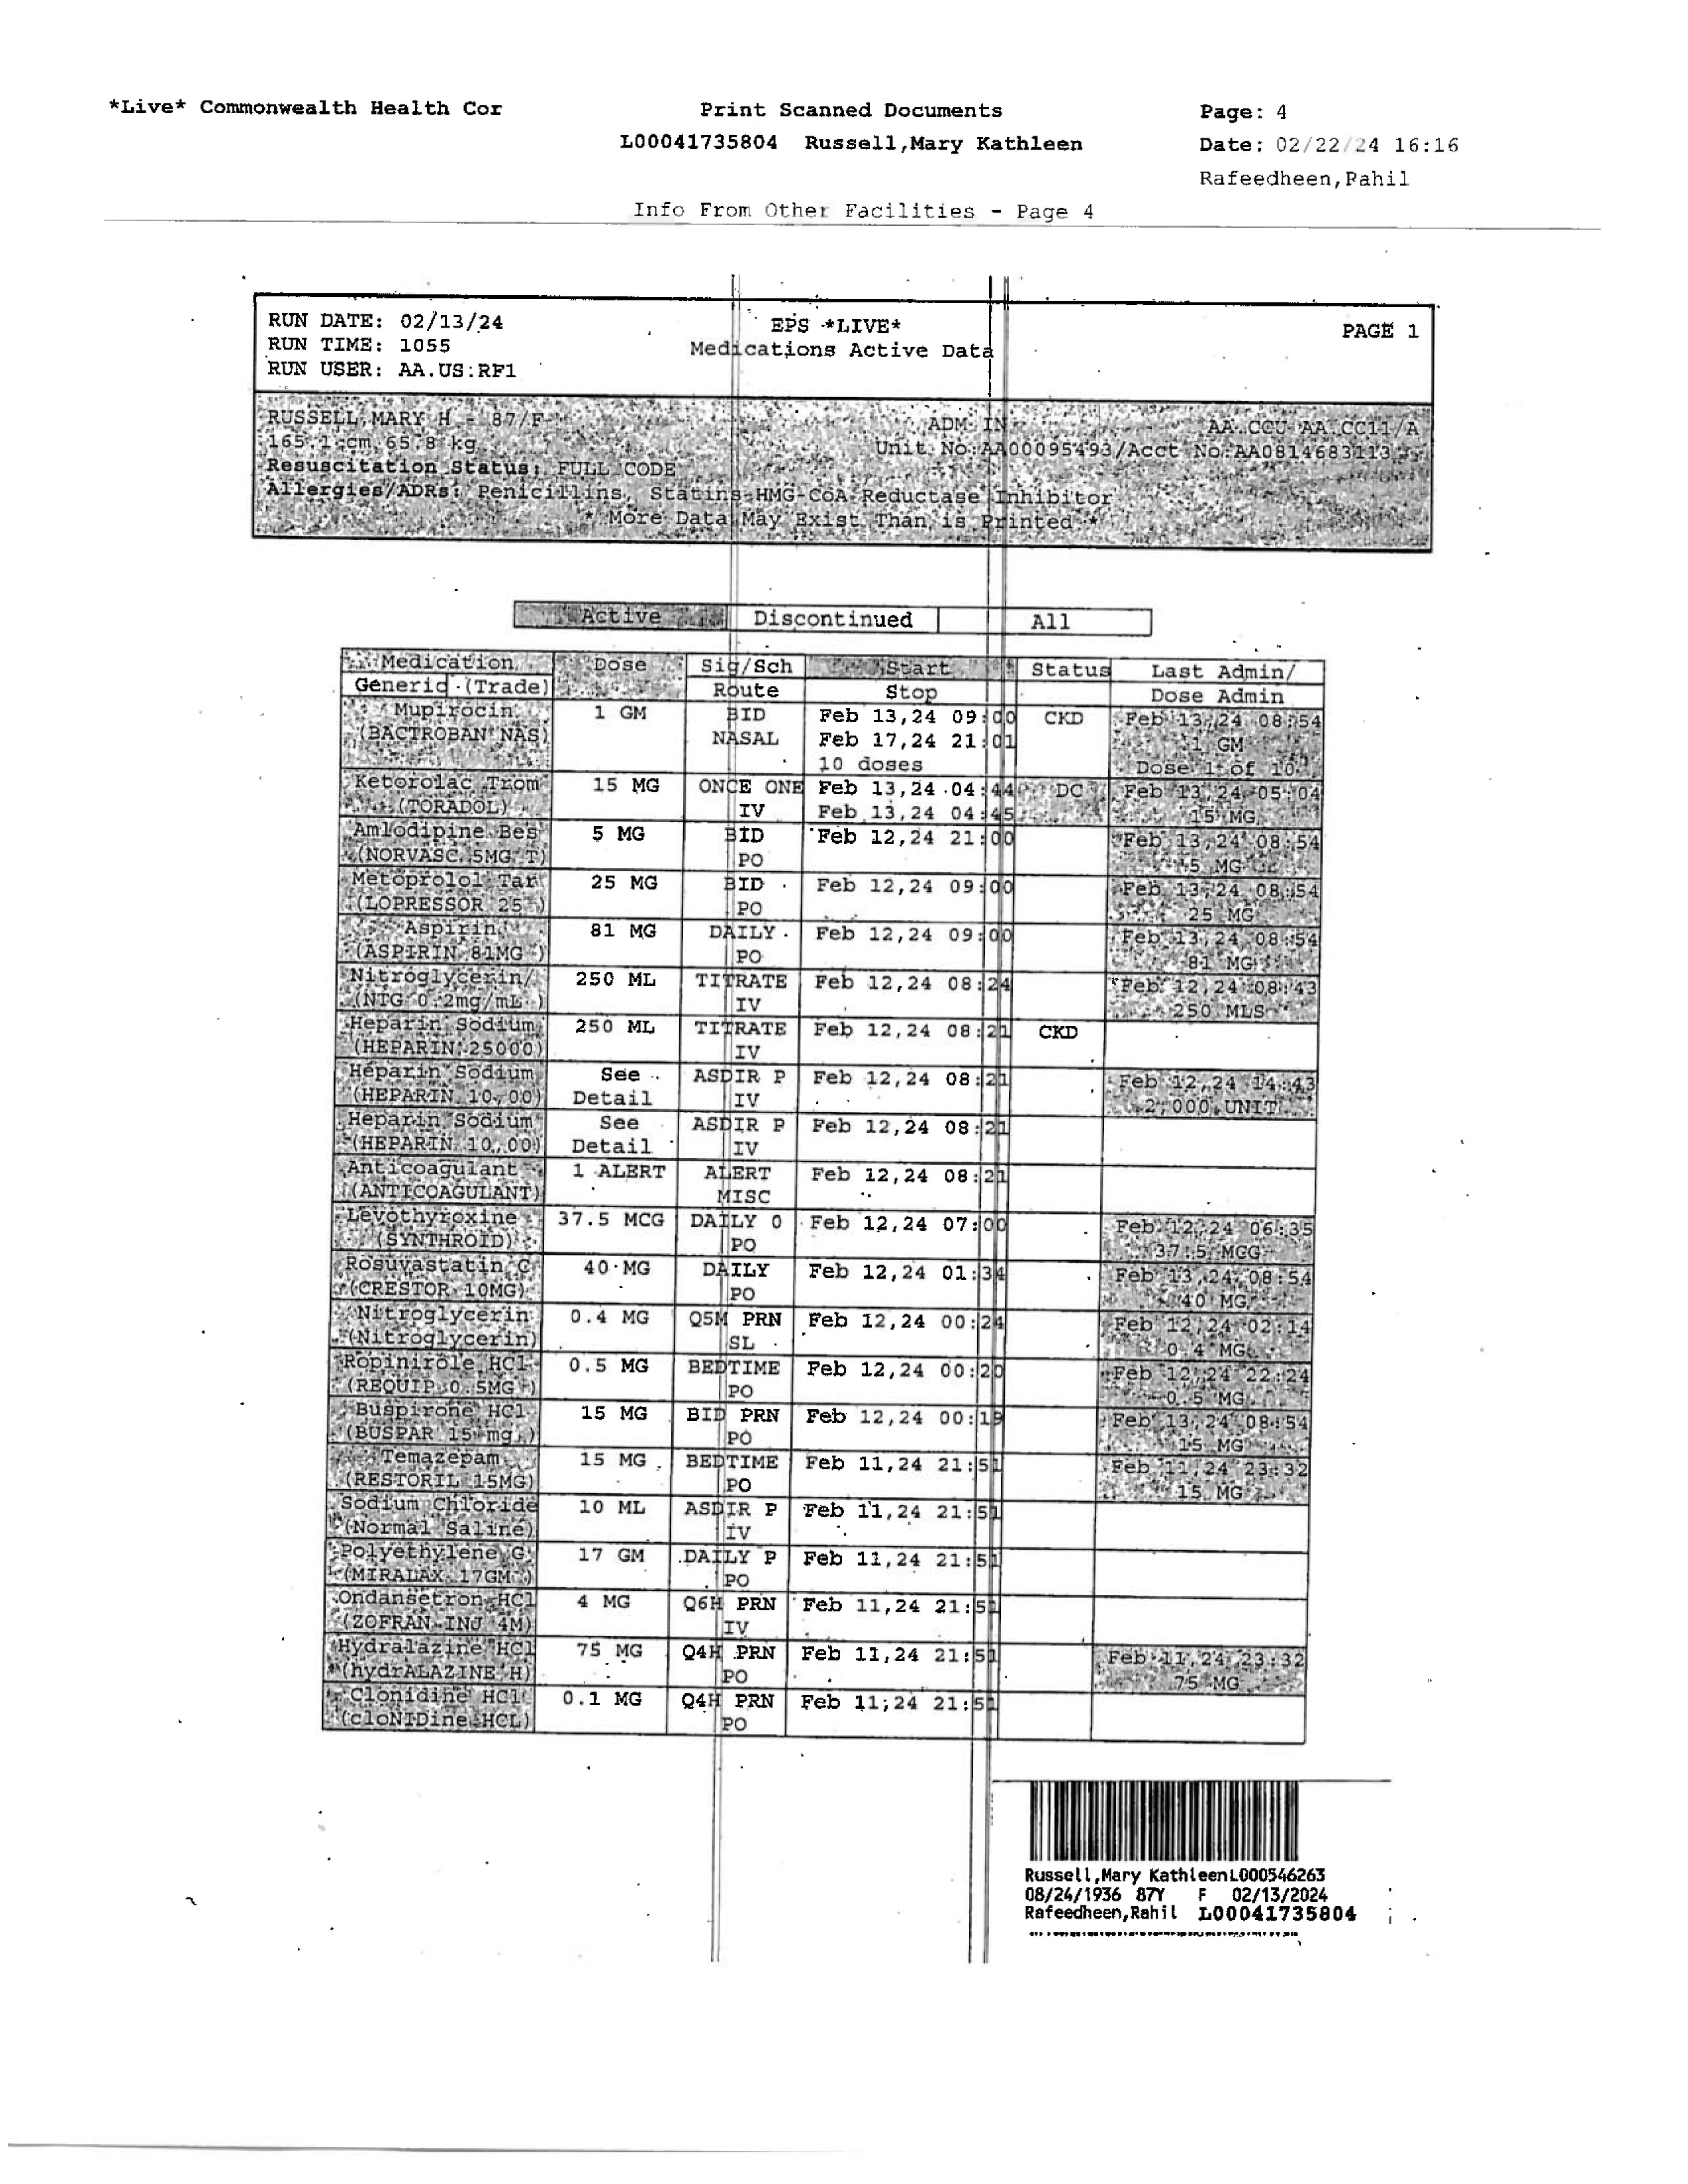 *Live* Commonwealth Health Cor Print Scanned Documents Page: 4
L00041735804 Russell,Mary Kathleen Date: 02/22/24 16:16
Rafeedheen,Pahil
Info From Other Facilities - Page 4
RUN DATE: 02/13/24 EPS *LIVE* PAGE 1
RUN TIME: 1055 Medications Active Data
RUN USER: AA.US:RF1
RUSSELL,MARY H - 87/F ADM IN AA.CCU AA.CC11/A
165.1 cm 65.8 kg Unit No:AA00095493/Acct No:AA0814683113
Resuscitation Status: FULL CODE
Allergies/ADRs: Penicillins, Statins-HMG-CoA Reductase Inhibitor
* More Data May Exist Than is Printed *
Active Discontinued All
Medication Dose Sig/Sch Start Status Last Admin/
Generic (Trade) Route Stop Dose Admin
Mupirocin 1 GM BID Feb 13,24 09:00 CKD Feb 13,24 08:54
(BACTROBAN NAS) NASAL Feb 17,24 21:01 1 GM
10 doses Dose 1 of 10
Ketorolac Trom 15 MG ONCE ONE Feb 13,24 04:44 DC Feb 13,24 05:04
(TORADOL) IV Feb 13,24 04:45 15 MG
Amlodipine Bes 5 MG BID Feb 12,24 21:00 Feb 13,24 08:54
(NORVASC 5MG T) PO 5 MG
Metoprolol Tar 25 MG BID Feb 12,24 09:00 Feb 13,24 08:54
(LOPRESSOR 25 ) PO 25 MG
Aspirin 81 MG DAILY Feb 12,24 09:00 Feb 13,24 08:54
(ASPIRIN 81MG ) PO 81 MG
Nitroglycerin/ 250 ML TITRATE Feb 12,24 08:24 Feb 12,24 08:43
(NTG 0.2mg/mL ) IV 250 MLS
Heparin Sodium 250 ML TITRATE Feb 12,24 08:21 CKD
(HEPARIN 25000) IV
Heparin Sodium See ASDIR P Feb 12,24 08:21 Feb 12,24 14:43
(HEPARIN 10,00) Detail IV 2,000 UNIT
Heparin Sodium See ASDIR P Feb 12,24 08:21
(HEPARIN 10,00) Detail IV
Anticoagulant 1 ALERT ALERT Feb 12,24 08:21
(ANTICOAGULANT) MISC
Levothyroxine 37.5 MCG DAILY 0 Feb 12,24 07:00 Feb 12,24 06:35
(SYNTHROID) PO 37.5 MCG
Rosuvastatin C 40 MG DAILY Feb 12,24 01:34 Feb 13,24 08:54
(CRESTOR 10MG) PO 40 MG
Nitroglycerin 0.4 MG Q5M PRN Feb 12,24 00:24 Feb 12,24 02:14
(Nitroglycerin) SL 0.4 MG
Ropinirole HCl 0.5 MG BEDTIME Feb 12,24 00:20 Feb 12,24 22:24
(REQUIP 0.5MG ) PO 0.5 MG
Buspirone HCl 15 MG BID PRN Feb 12,24 00:19 Feb 13,24 08:54
(BUSPAR 15 mg ) PO 15 MG
Temazepam 15 MG BEDTIME Feb 11,24 21:51 Feb 11,24 23:32
(RESTORIL 15MG) PO 15 MG
Sodium Chloride 10 ML ASDIR P Feb 11,24 21:51
(Normal Saline) IV
Polyethylene G 17 GM DAILY P Feb 11,24 21:51
(MIRALAX 17GM ) PO
Ondansetron HCl 4 MG Q6H PRN Feb 11,24 21:51
(ZOFRAN INJ 4M) IV
Hydralazine HCl 75 MG Q4H PRN Feb 11,24 21:51 Feb 11,24 23:32
(hydrALAZINE H) PO 75 MG
Clonidine HCl 0.1 MG Q4H PRN Feb 11,24 21:51
(cloNIDine HCL) PO
Russell,Mary KathleenL000546263
08/24/1936 87Y F 02/13/2024
Rafeedheen,Rahil L00041735804